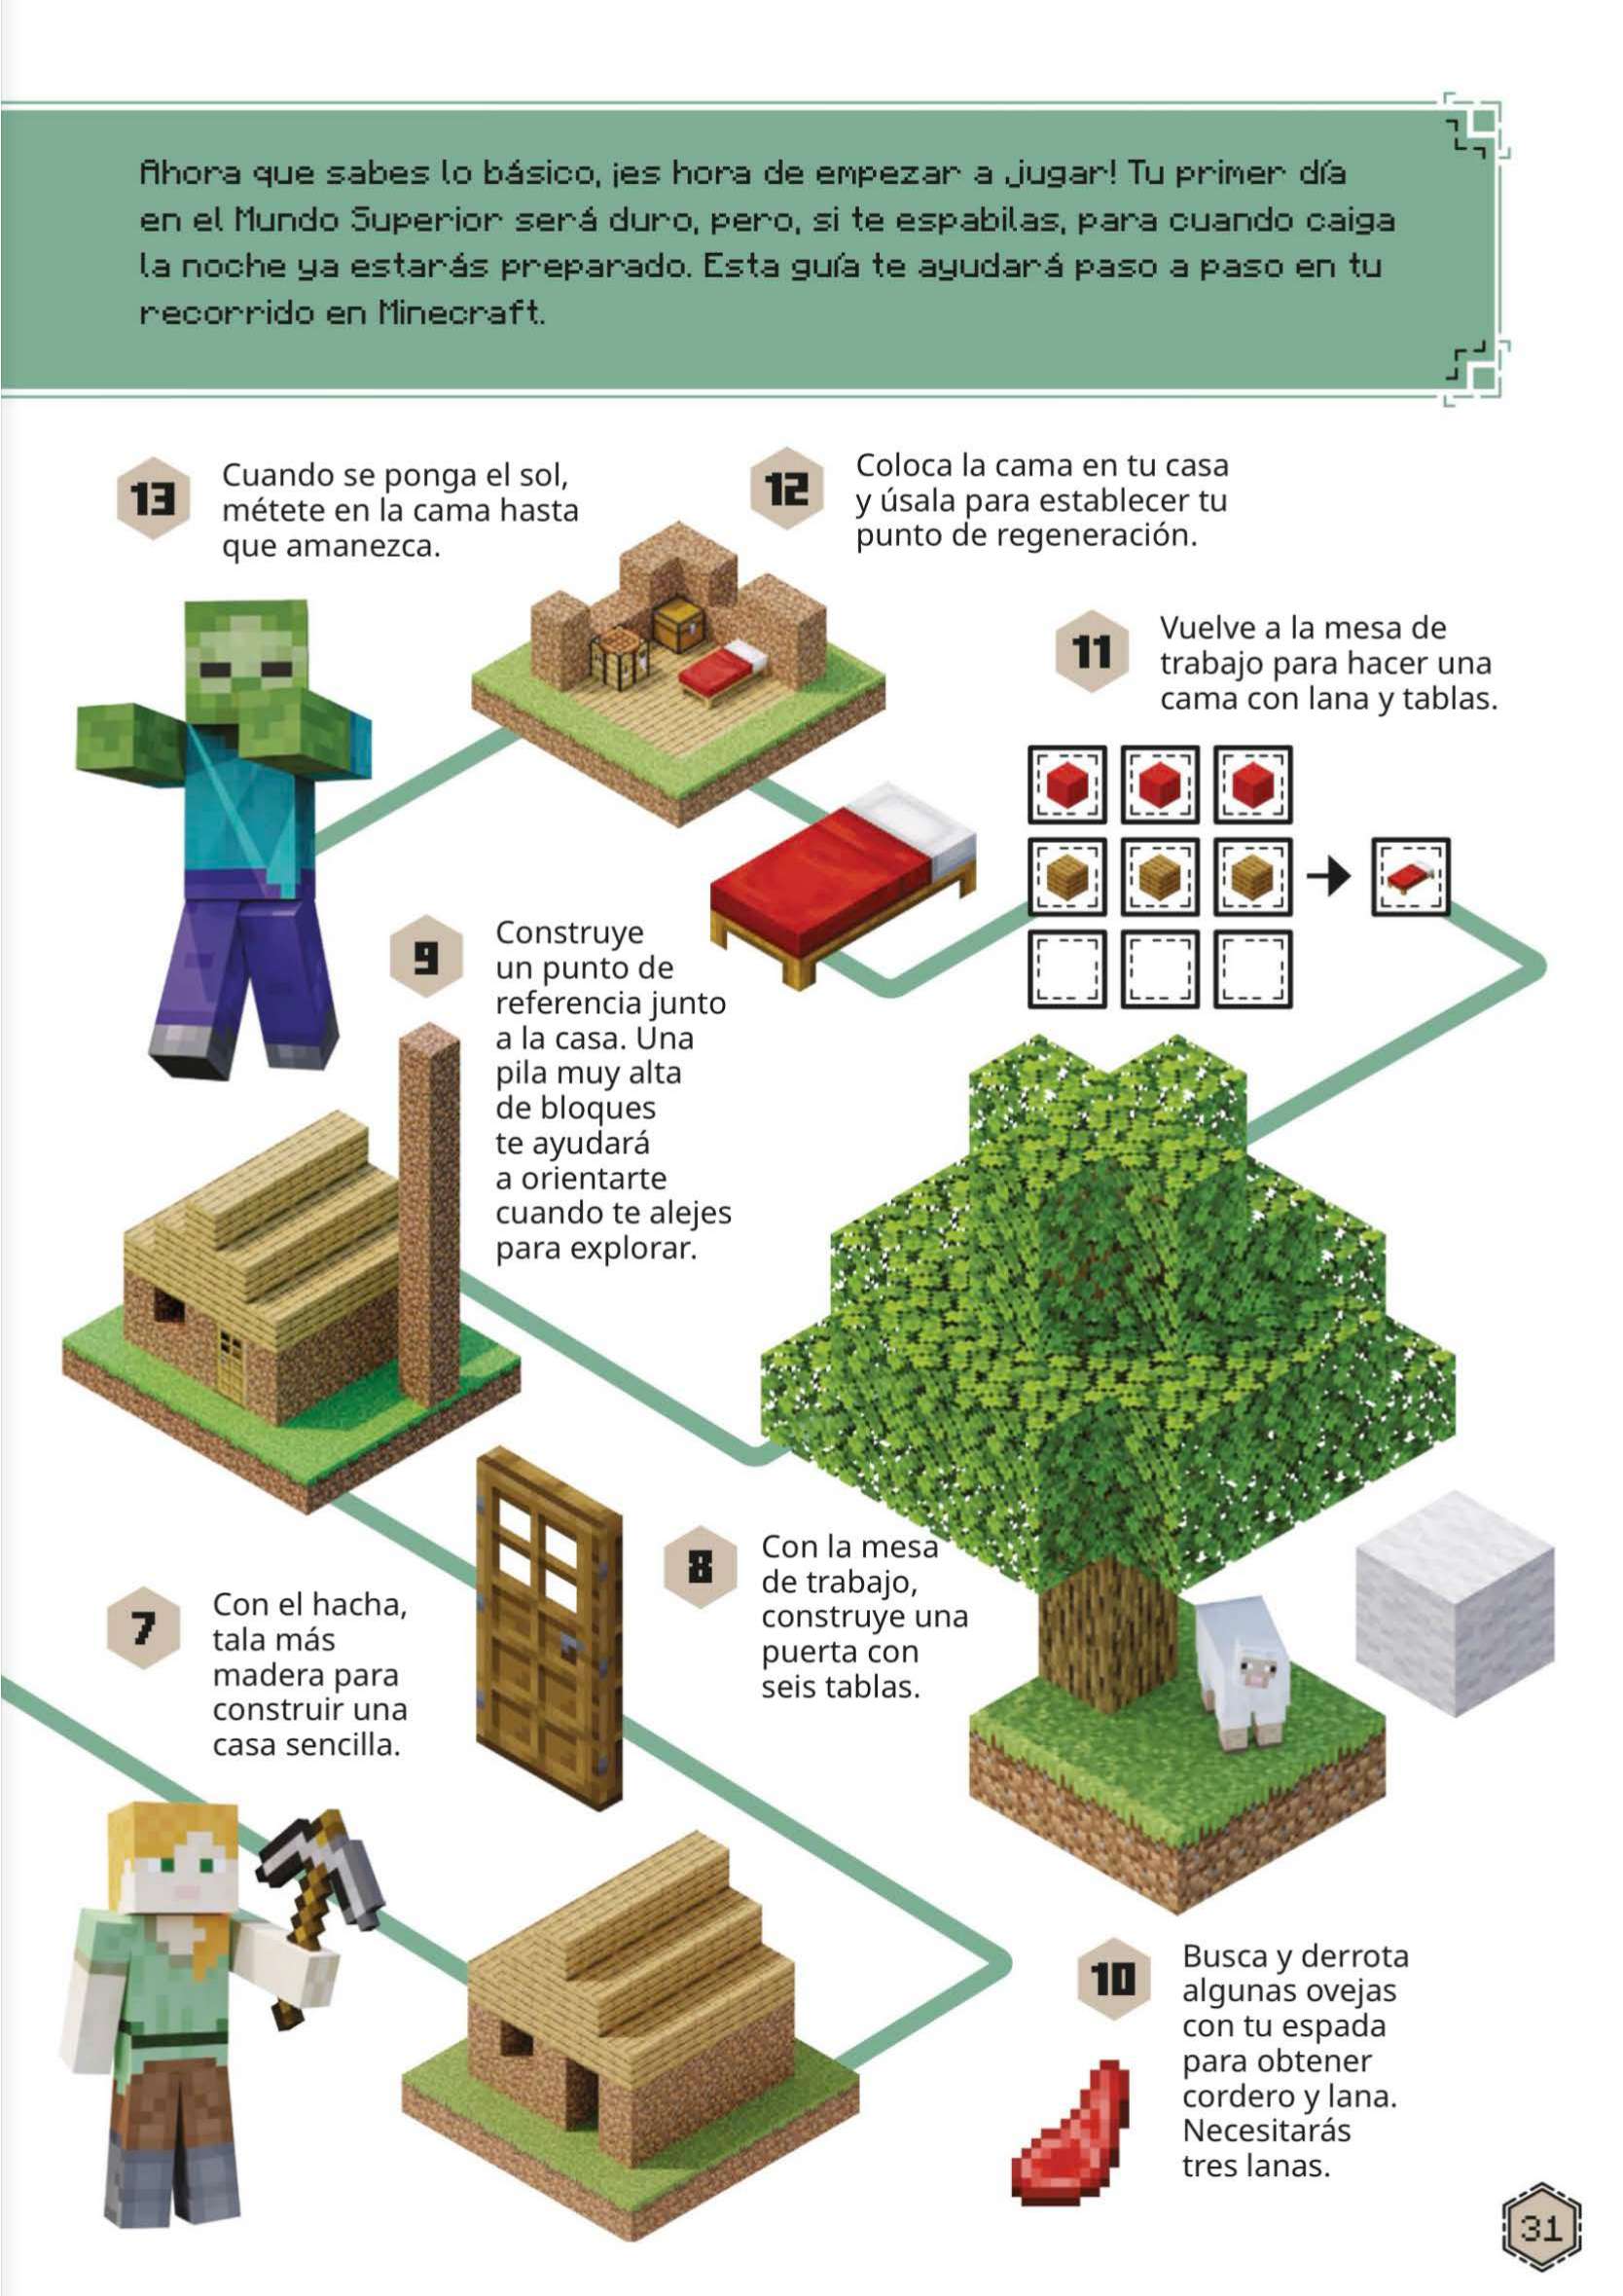 Ahora que sabes lo básico, ¡es hora de empezar a jugar! Tu primer día
en el Mundo Superior será duro, pero, si te espabilas, para cuando caiga
la noche ya estarás preparado. Esta guía te ayudará paso a paso en tu
recorrido en Minecraft.
13
Cuando se ponga el sol,
métete en la cama hasta
que amanezca.
12
Coloca la cama en tu casa
y úsala para establecer tu
punto de regeneración.
11
Vuelve a la mesa de
trabajo para hacer una
cama con lana y tablas.
9
Construye
un punto de
referencia junto
a la casa. Una
pila muy alta
de bloques
te ayudará
a orientarte
cuando te alejes
para explorar.
8
Con la mesa
de trabajo,
construye una
puerta con
seis tablas.
7
Con el hacha,
tala más
madera para
construir una
casa sencilla.
10
Busca y derrota
algunas ovejas
con tu espada
para obtener
cordero y lana.
Necesitarás
tres lanas.
31